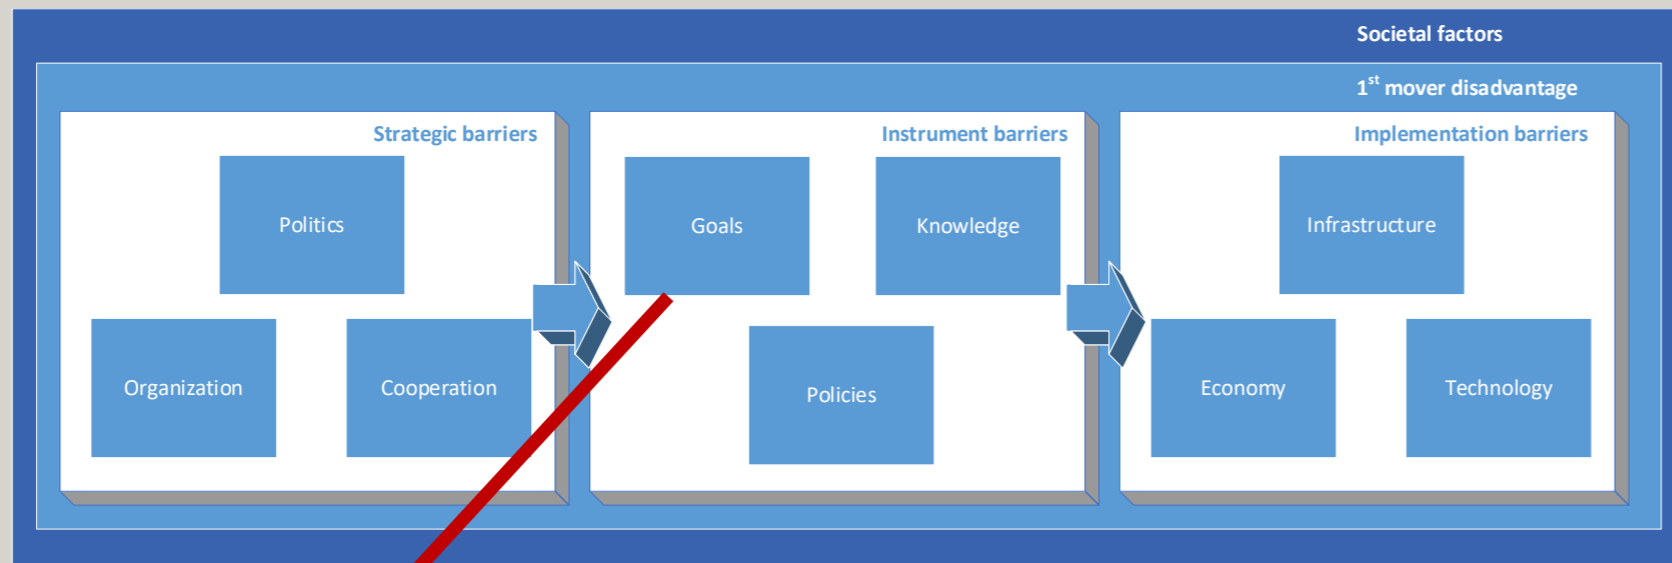 Societal factors
1st mover disadvantage
Strategic barriers
Politics
Organization
Cooperation
Instrument barriers
Goals
Knowledge
Policies
Implementation barriers
Infrastructure
Economy
Technology